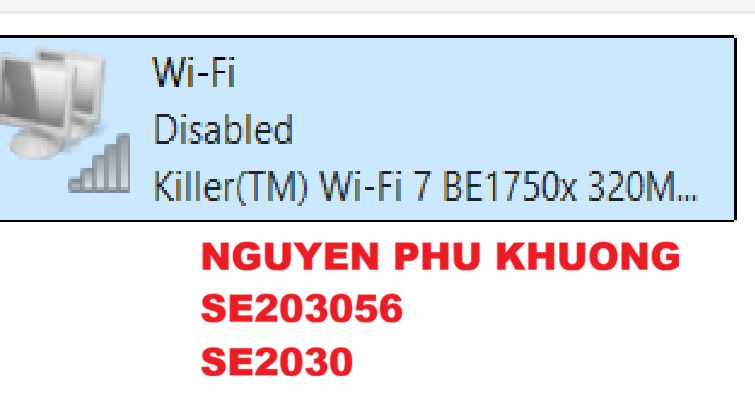 Wi-Fi
Disabled
Killer(TM) Wi-Fi 7 BE1750x 320M...
NGUYEN PHU KHUONG
SE203056
SE2030